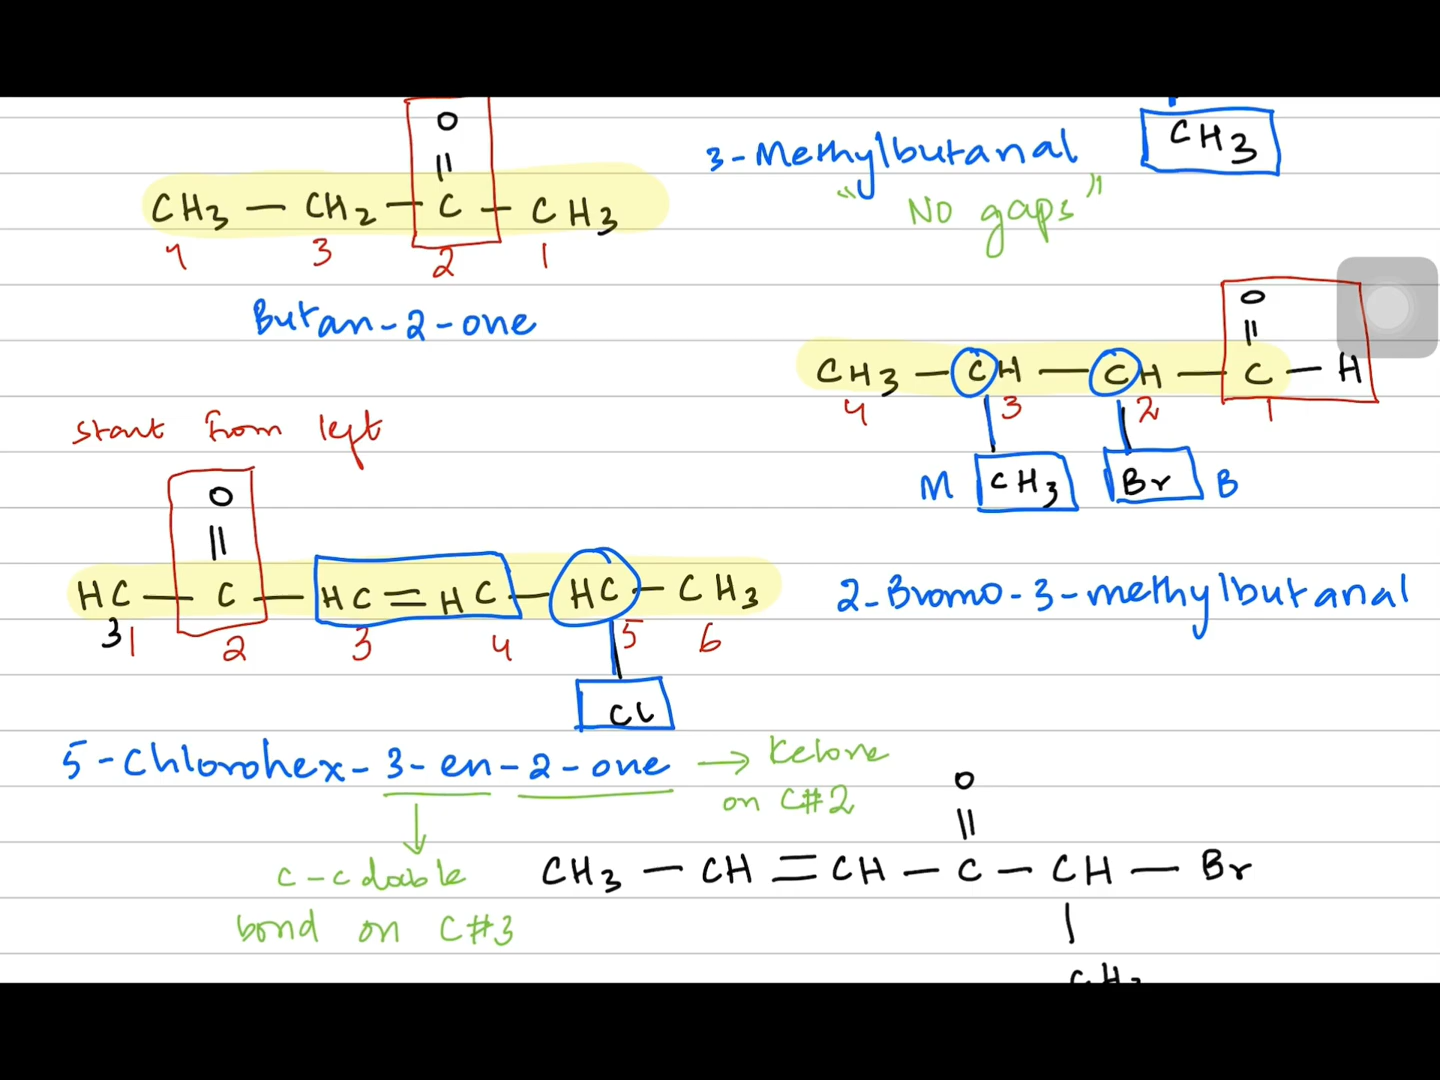 O
||
CH3 — CH2 — C — CH3
4 3 2 1
Butan-2-one
3-Methylbutanal
CH3
"No gaps"
O
||
CH3 — CH — CH — C — H
4 3 2 1
M CH3 Br B
2-Bromo-3-methylbutanal
start from left
O
||
HC — C — HC = HC — HC — CH3
3
1 2 3 4 5 6
Cl
5-Chlorohex-3-en-2-one → Ketone
on C#2
↓
c-c double
bond on C#3
O
||
CH3 — CH = CH — C — CH — Br
|
CH3